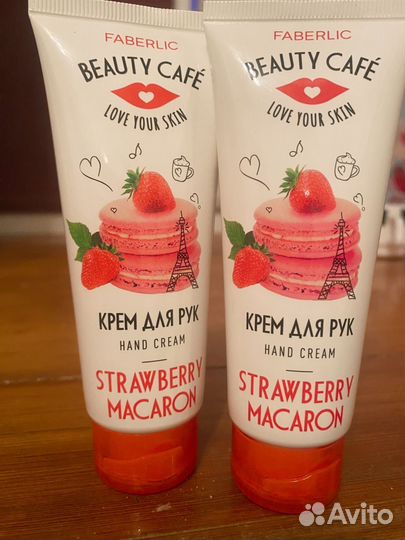 FABERLIC
BEAUTY CAFÉ
LOVE YOUR SKIN
КРЕМ ДЛЯ РУК
HAND CREAM
STRAWBERRY
MACARON
FABERLIC
BEAUTY CAFÉ
LOVE YOUR SKIN
КРЕМ ДЛЯ РУК
HAND CREAM
STRAWBERRY
MACARON
Avito